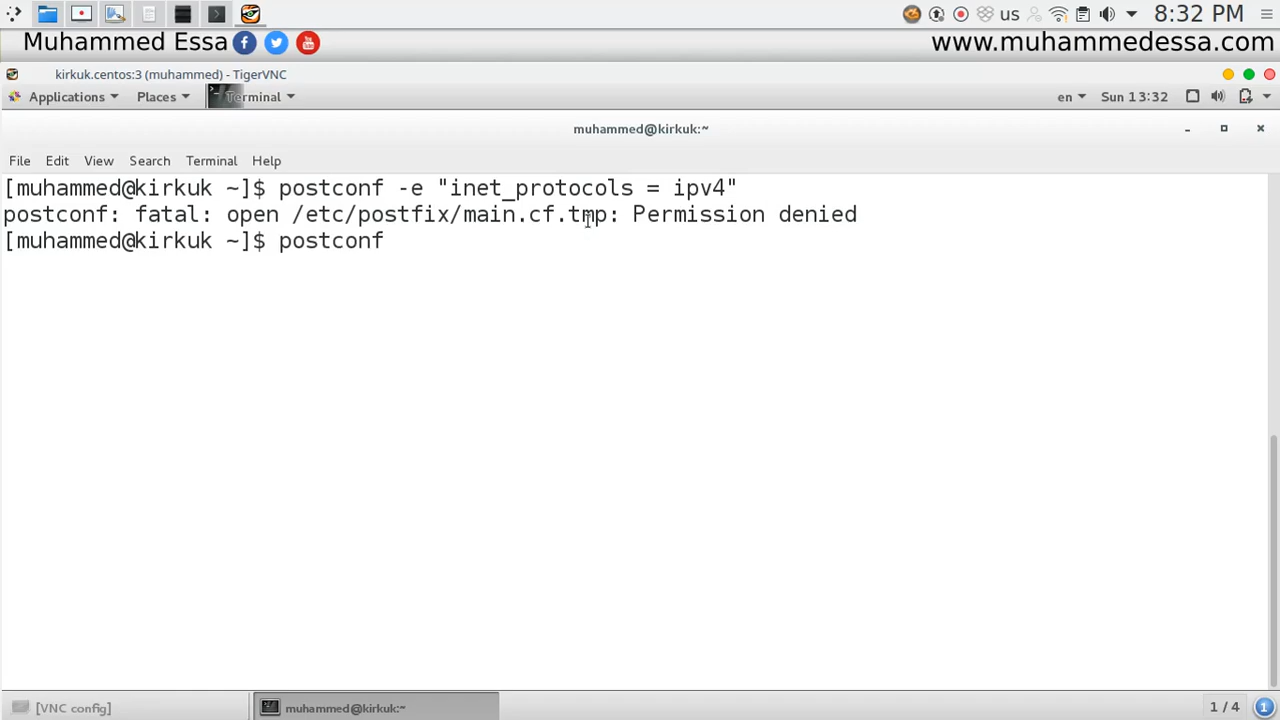 us 8:32 PM
Muhammed Essa www.muhammedessa.com
kirkuk.centos:3 (muhammed) - TigerVNC
Applications Places Terminal en Sun 13:32
muhammed@kirkuk:~
File Edit View Search Terminal Help
[muhammed@kirkuk ~]$ postconf -e "inet_protocols = ipv4"
postconf: fatal: open /etc/postfix/main.cf.tmp: Permission denied
[muhammed@kirkuk ~]$ postconf
[VNC config] muhammed@kirkuk:~ 1 / 4 1